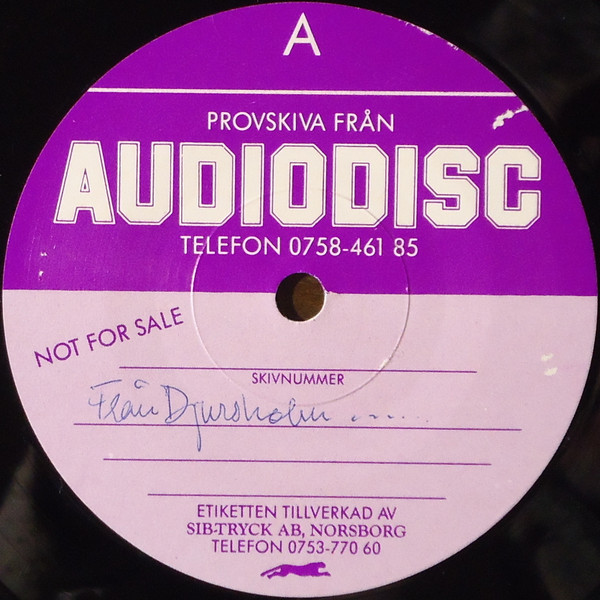 A
PROVSKIVA FRÅN
AUDIODISC
TELEFON 0758-461 85
NOT FOR SALE
SKIVNUMMER
Från Djursholm ......
ETIKETTEN TILLVERKAD AV
SIB-TRYCK AB, NORSBORG
TELEFON 0753-770 60